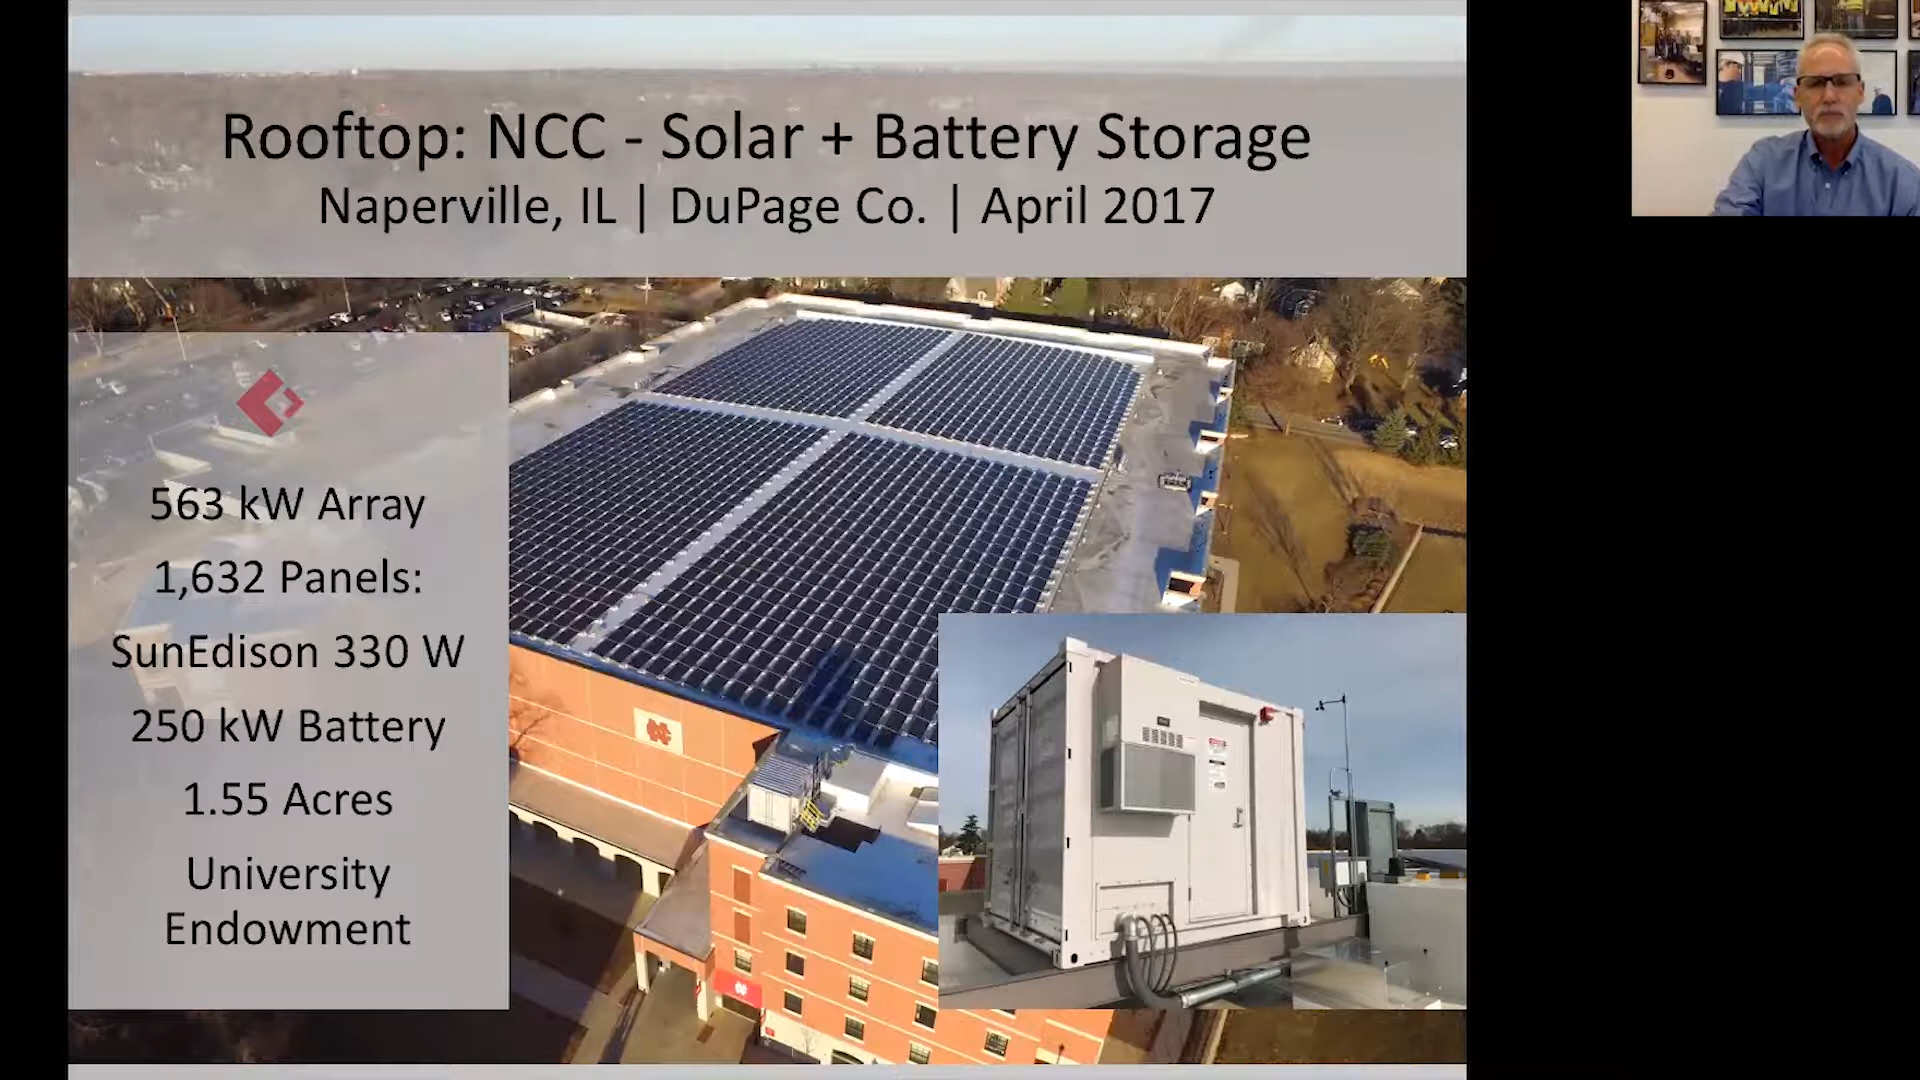 Rooftop: NCC - Solar + Battery Storage
Naperville, IL | DuPage Co. | April 2017
563 kW Array
1,632 Panels:
SunEdison 330 W
250 kW Battery
1.55 Acres
University
Endowment